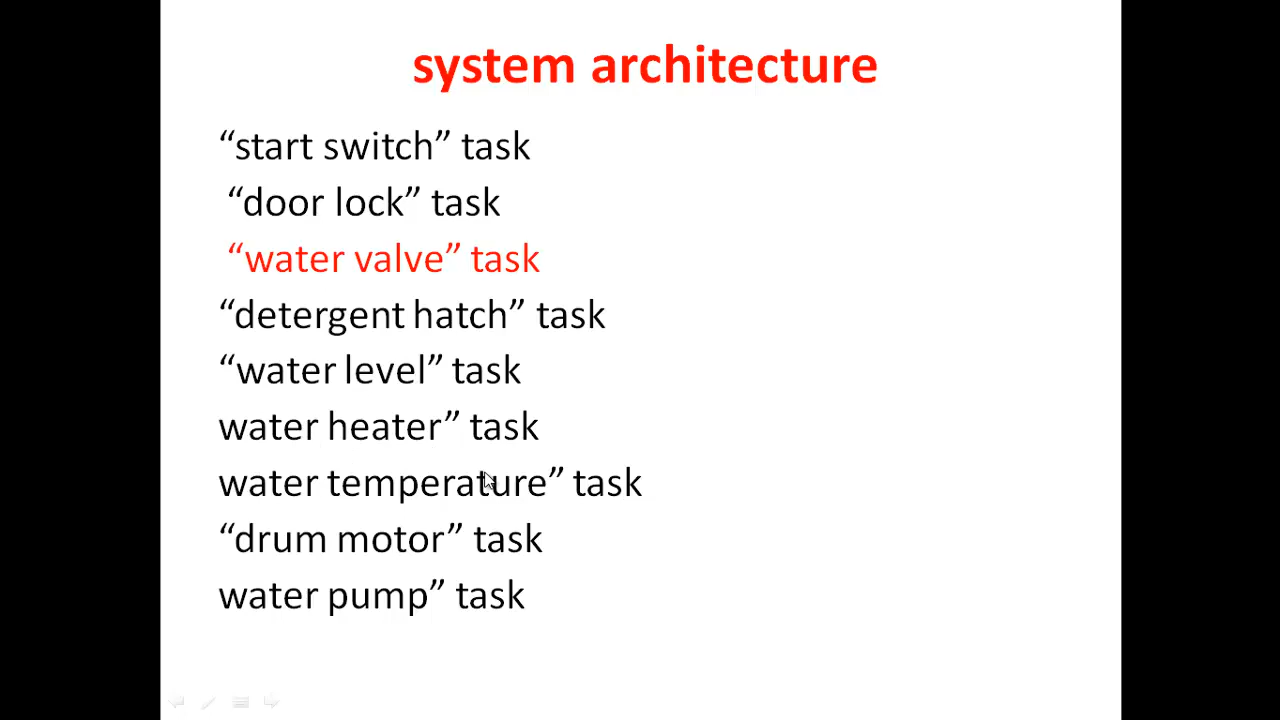 system architecture
“start switch” task
“door lock” task
“water valve” task
“detergent hatch” task
“water level” task
water heater” task
water temperature” task
“drum motor” task
water pump” task